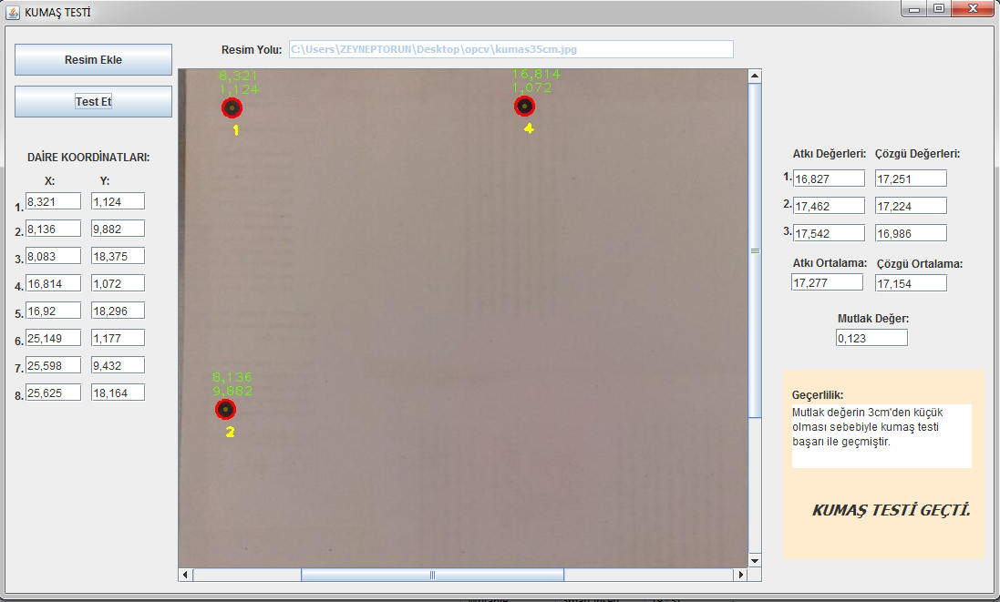 KUMAŞ TESTİ
Resim Ekle
Resim Yolu:
C:\Users\ZEYNEPTORUN\Desktop\opcv\kumas35cm.jpg
Test Et
DAİRE KOORDİNATLARI:
X: Y:
1. 8,321 1,124
2. 8,136 9,882
3. 8,083 18,375
4. 16,814 1,072
5. 16,92 18,296
6. 25,149 1,177
7. 25,598 9,432
8. 25,625 18,164
8,321
1,124
1
16,814
1,072
4
8,136
9,882
2
Atkı Değerleri: Çözgü Değerleri:
1. 16,827 17,251
2. 17,462 17,224
3. 17,542 16,986
Atkı Ortalama: Çözgü Ortalama:
17,277 17,154
Mutlak Değer:
0,123
Geçerlilik:
Mutlak değerin 3cm'den küçük
olması sebebiyle kumaş testi
başarı ile geçmiştir.
KUMAŞ TESTİ GEÇTİ.